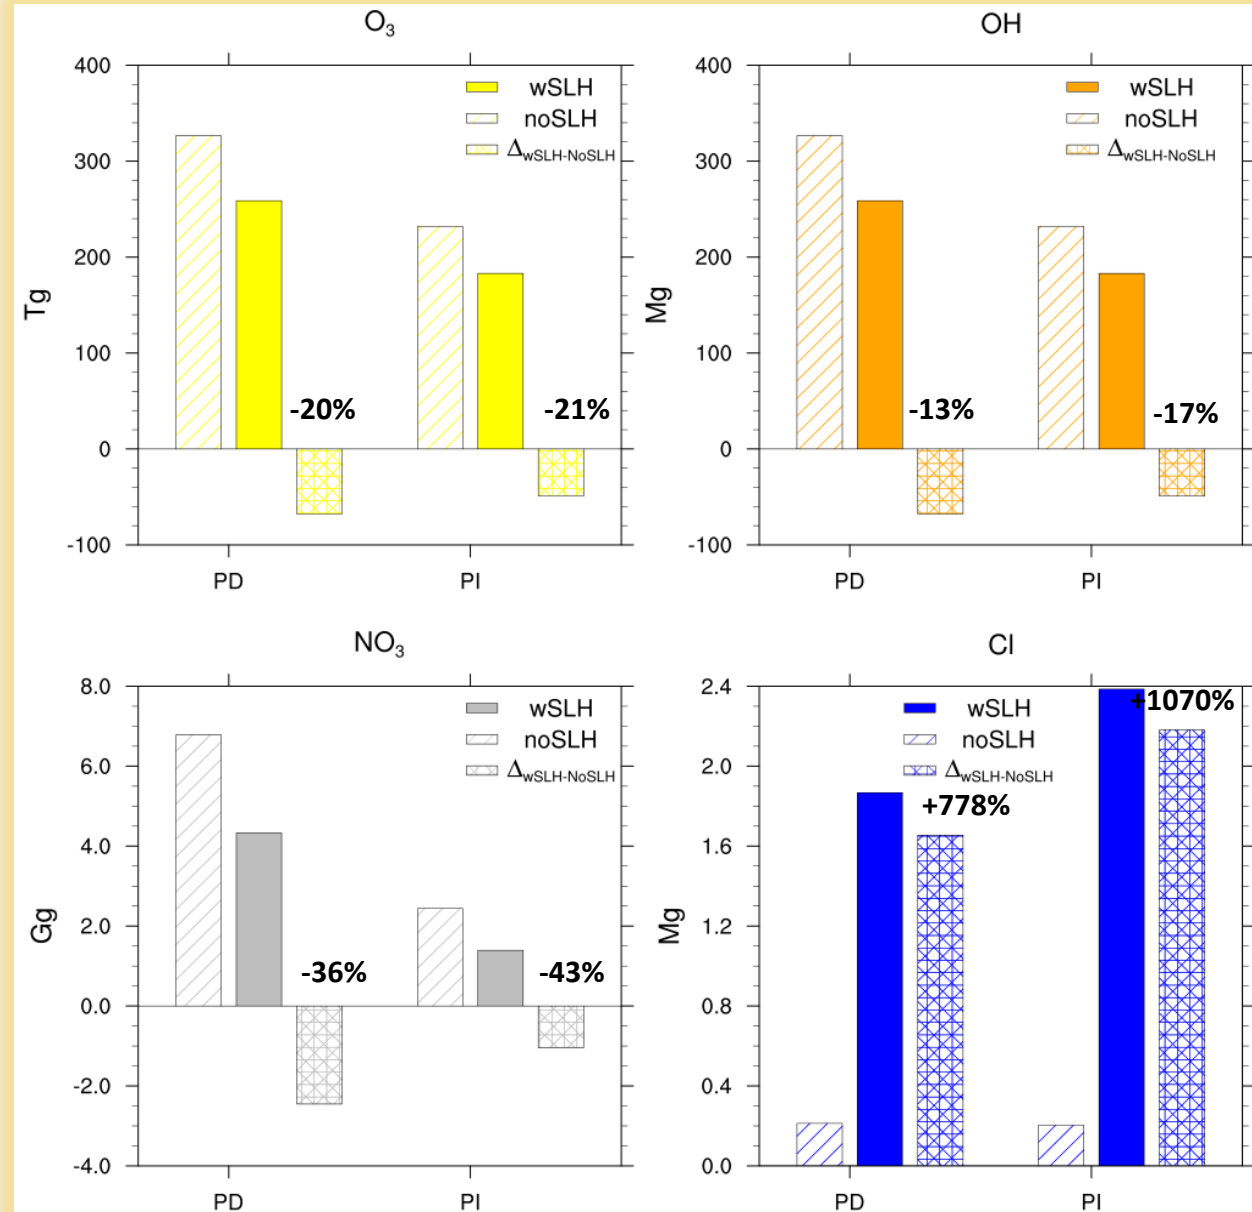 O₃
400
300
200
100
0
-100
Tg
wSLH
noSLH
ΔwSLH-NoSLH
-20%
-21%
PD
PI
OH
400
300
200
100
0
-100
Mg
wSLH
noSLH
ΔwSLH-NoSLH
-13%
-17%
PD
PI
NO₃
8.0
6.0
4.0
2.0
0.0
-2.0
-4.0
Gg
wSLH
noSLH
ΔwSLH-NoSLH
-36%
-43%
PD
PI
Cl
2.4
2.0
1.6
1.2
0.8
0.4
0.0
Mg
wSLH
noSLH
ΔwSLH-NoSLH
+778%
+1070%
PD
PI